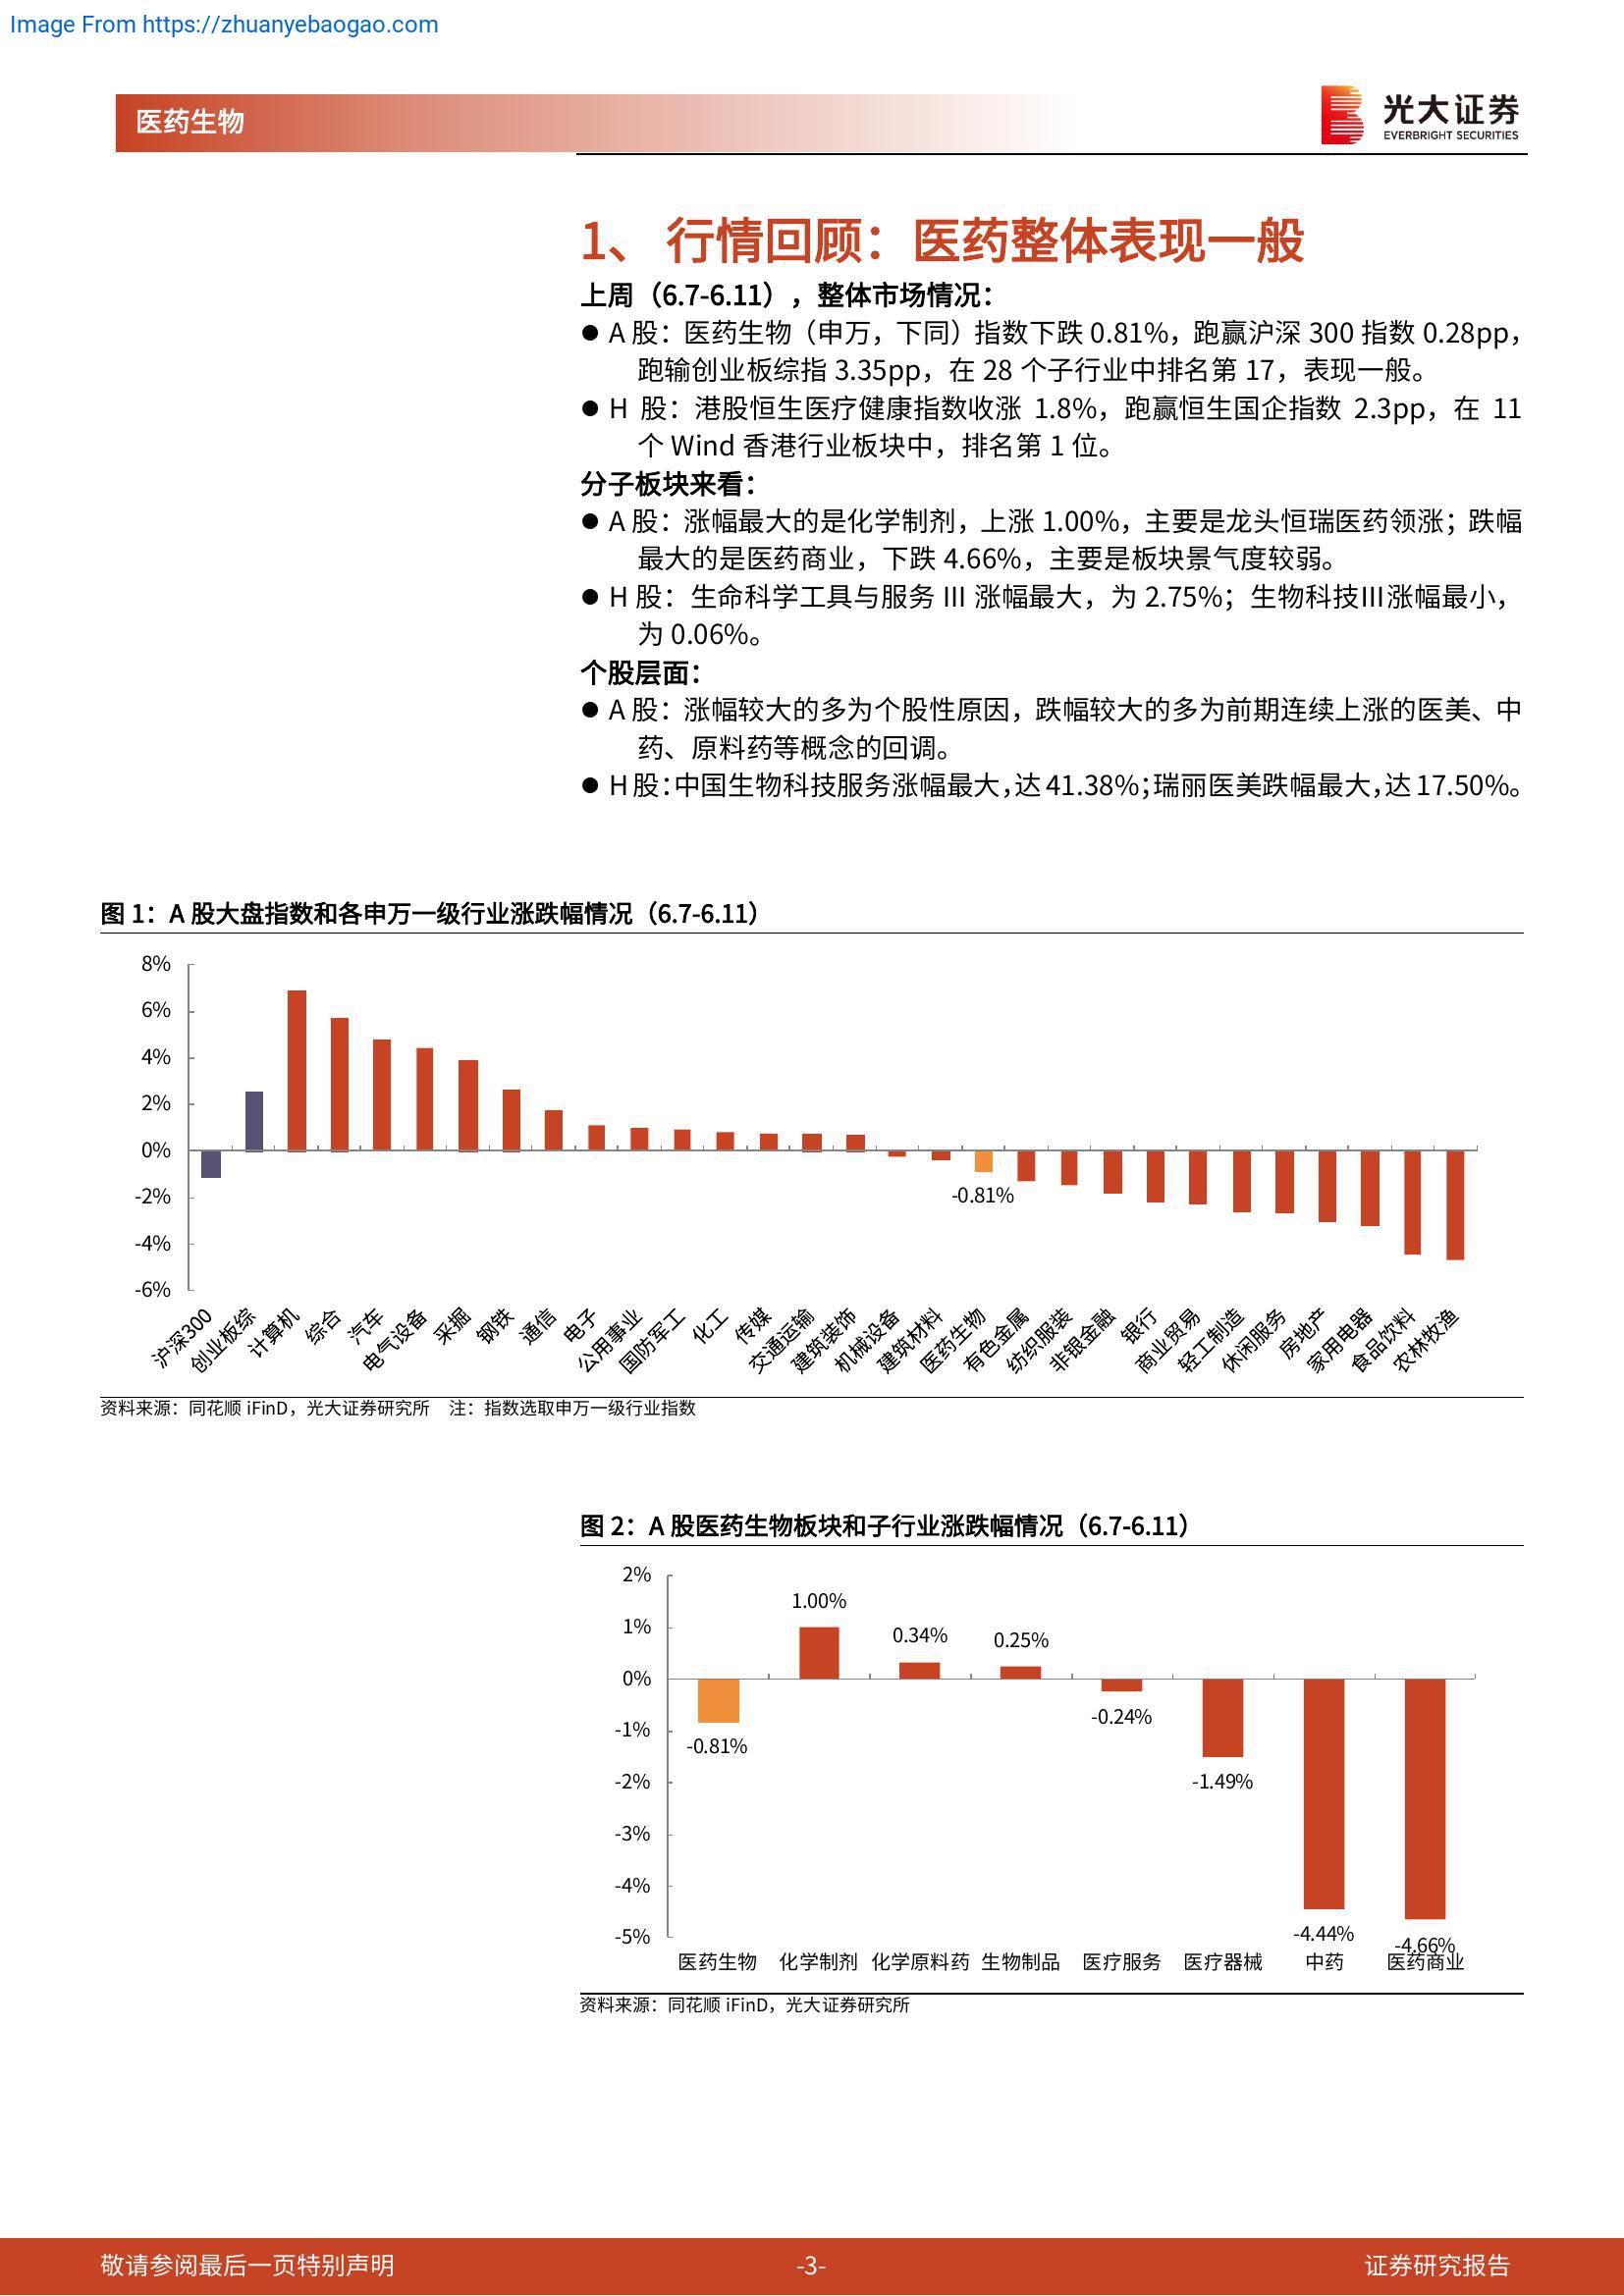 Image From https://zhuanyebaogao.com
医药生物
光大证券
EVERBRIGHT SECURITIES
1、 行情回顾：医药整体表现一般
上周（6.7-6.11），整体市场情况：
● A 股：医药生物（申万，下同）指数下跌 0.81%，跑赢沪深 300 指数 0.28pp，
跑输创业板综指 3.35pp，在 28 个子行业中排名第 17，表现一般。
● H 股：港股恒生医疗健康指数收涨 1.8%，跑赢恒生国企指数 2.3pp，在 11
个 Wind 香港行业板块中，排名第 1 位。
分子板块来看：
● A 股：涨幅最大的是化学制剂，上涨 1.00%，主要是龙头恒瑞医药领涨；跌幅
最大的是医药商业，下跌 4.66%，主要是板块景气度较弱。
● H 股：生命科学工具与服务 III 涨幅最大，为 2.75%；生物科技III涨幅最小，
为 0.06%。
个股层面：
● A 股：涨幅较大的多为个股性原因，跌幅较大的多为前期连续上涨的医美、中
药、原料药等概念的回调。
● H 股：中国生物科技服务涨幅最大，达 41.38%；瑞丽医美跌幅最大，达 17.50%。
图 1：A 股大盘指数和各申万一级行业涨跌幅情况（6.7-6.11）
8%
6%
4%
2%
0%
-2%
-4%
-6%
-0.81%
沪深300
创业板综
计算机
综合
汽车
电气设备
采掘
钢铁
通信
电子
公用事业
国防军工
化工
传媒
交通运输
建筑装饰
机械设备
建筑材料
医药生物
有色金属
纺织服装
非银金融
银行
商业贸易
轻工制造
休闲服务
房地产
家用电器
食品饮料
农林牧渔
资料来源：同花顺 iFinD，光大证券研究所 注：指数选取申万一级行业指数
图 2：A 股医药生物板块和子行业涨跌幅情况（6.7-6.11）
2%
1%
0%
-1%
-2%
-3%
-4%
-5%
-0.81%
1.00%
0.34%
0.25%
-0.24%
-1.49%
-4.44%
-4.66%
医药生物 化学制剂 化学原料药 生物制品 医疗服务 医疗器械 中药 医药商业
资料来源：同花顺 iFinD，光大证券研究所
敬请参阅最后一页特别声明 -3- 证券研究报告